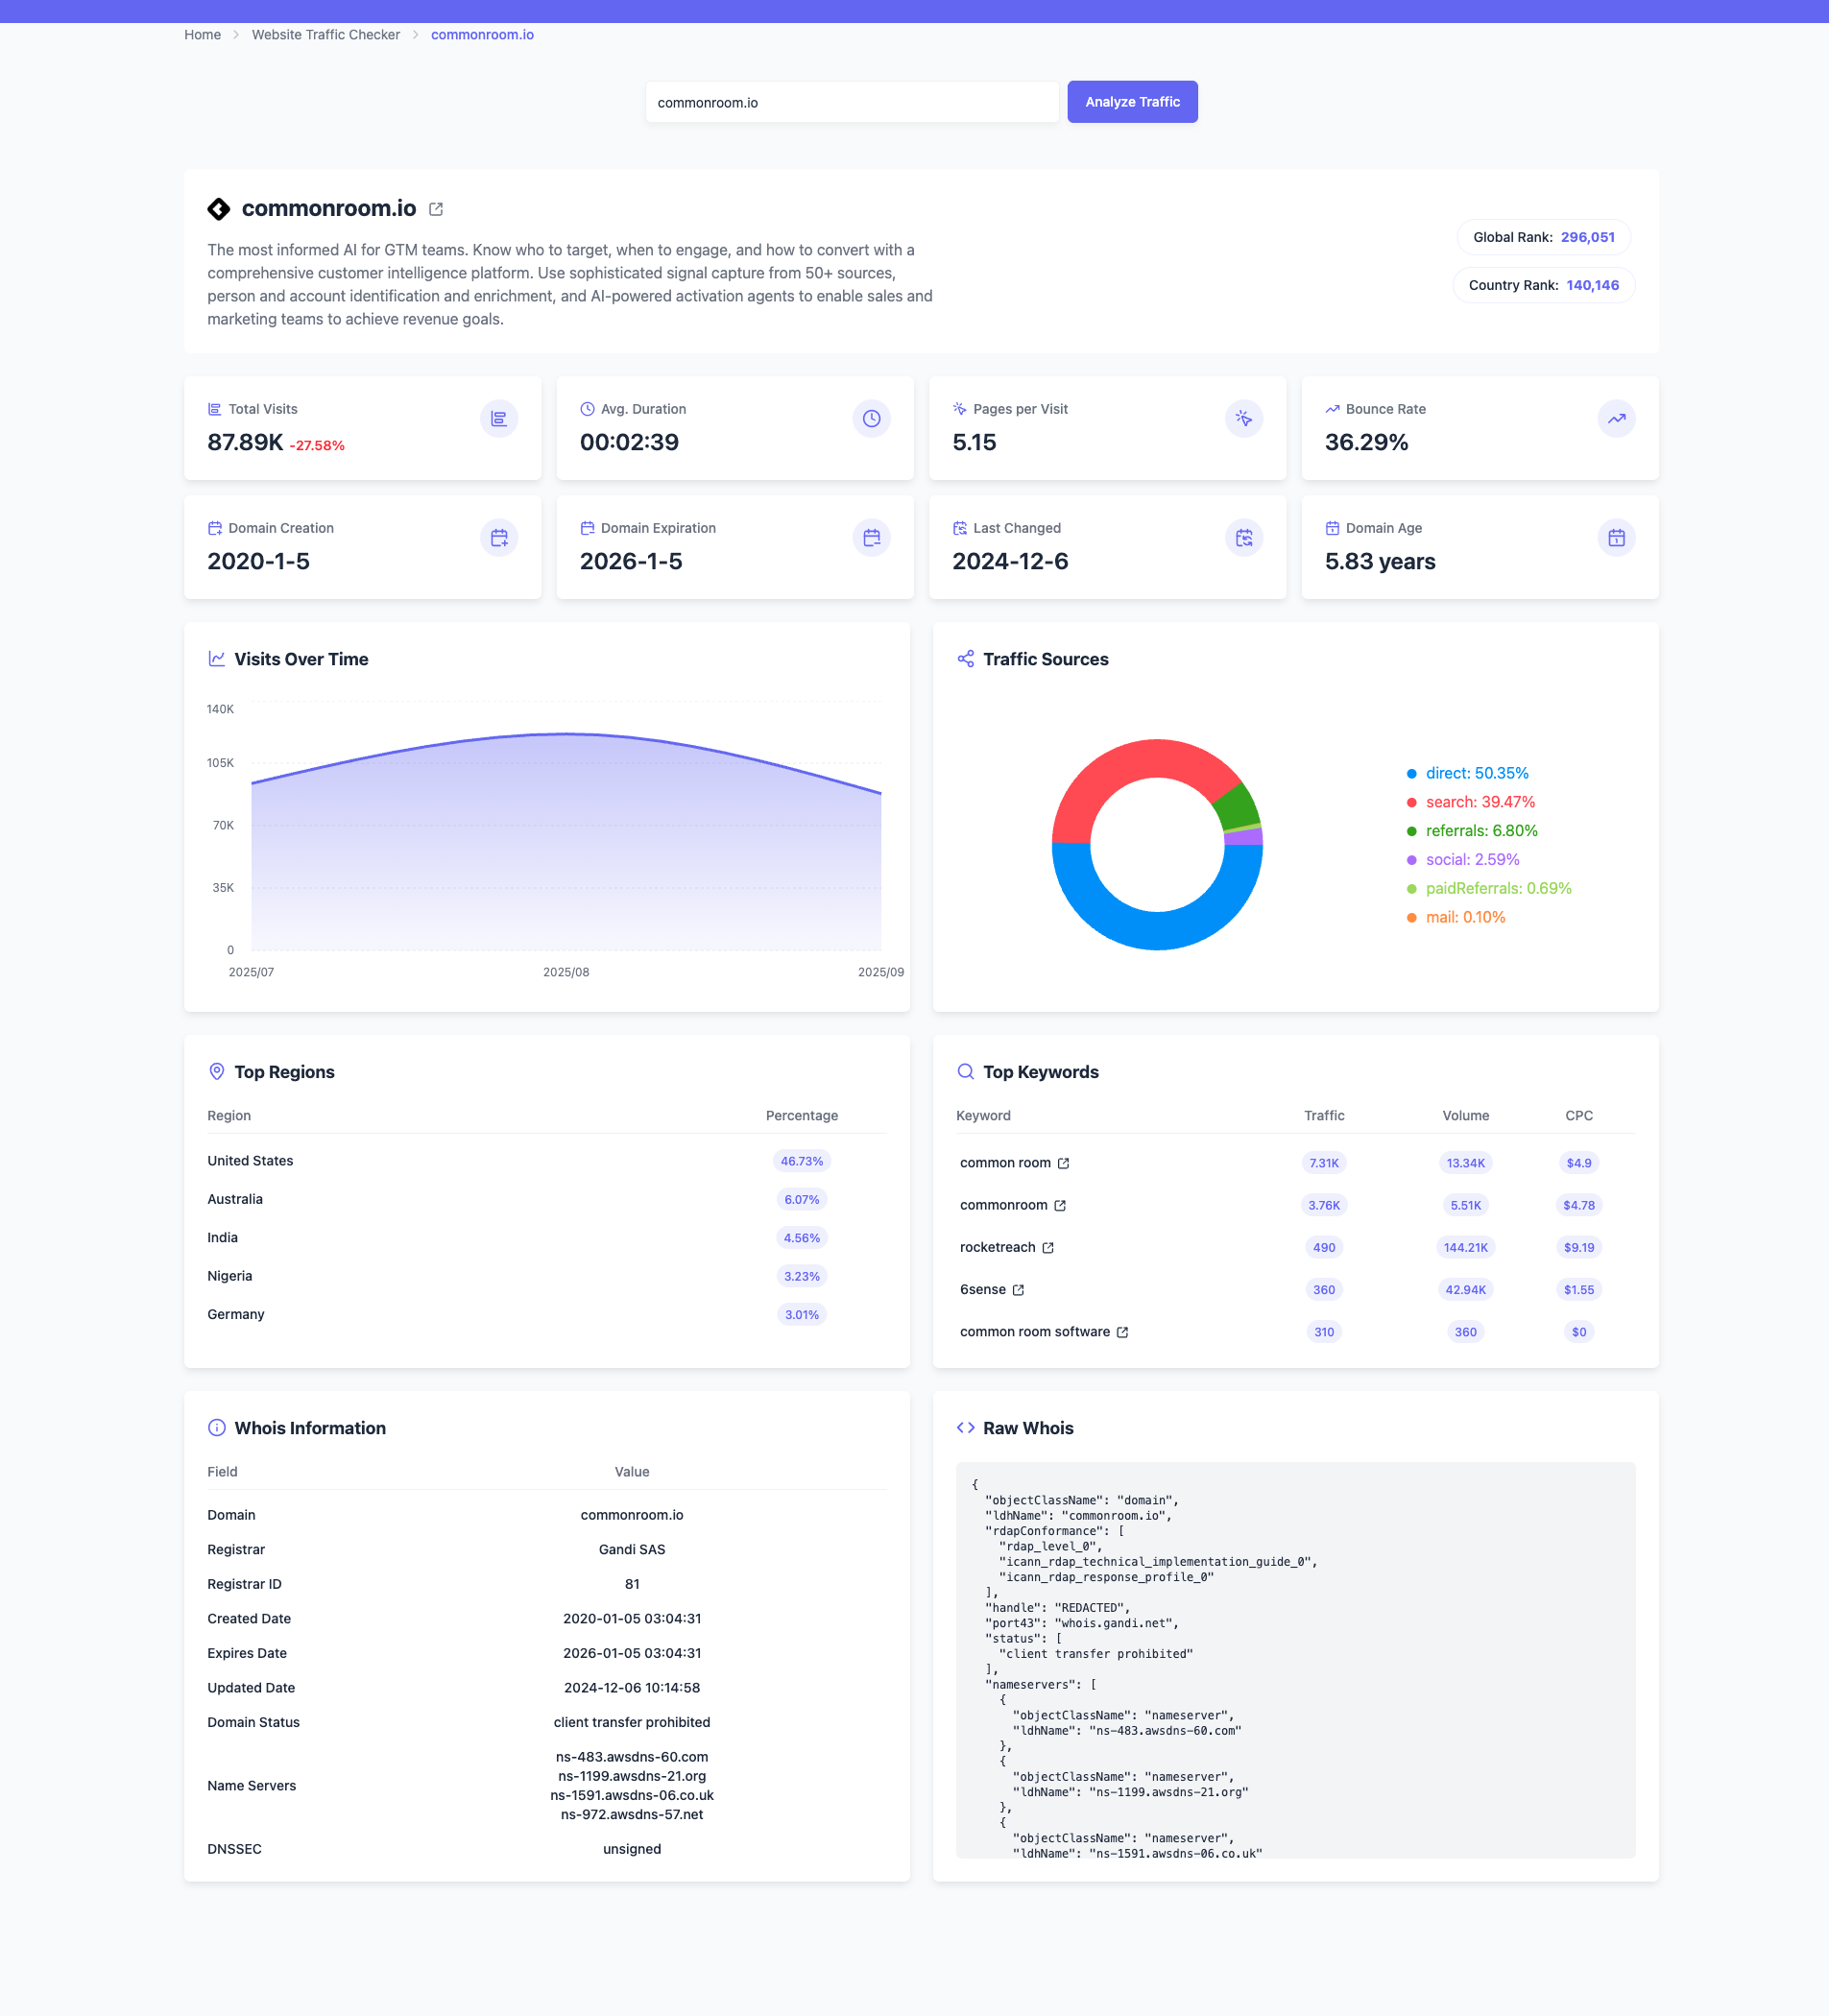 Home > Website Traffic Checker > commonroom.io
commonroom.io
Analyze Traffic
commonroom.io
The most informed AI for GTM teams. Know who to target, when to engage, and how to convert with a
comprehensive customer intelligence platform. Use sophisticated signal capture from 50+ sources,
person and account identification and enrichment, and AI-powered activation agents to enable sales and
marketing teams to achieve revenue goals.
Global Rank: 296,051
Country Rank: 140,146
Total Visits
87.89K -27.58%
Avg. Duration
00:02:39
Pages per Visit
5.15
Bounce Rate
36.29%
Domain Creation
2020-1-5
Domain Expiration
2026-1-5
Last Changed
2024-12-6
Domain Age
5.83 years
Visits Over Time
140K
105K
70K
35K
0
2025/07 2025/08 2025/09
Traffic Sources
direct: 50.35%
search: 39.47%
referrals: 6.80%
social: 2.59%
paidReferrals: 0.69%
mail: 0.10%
Top Regions
Region Percentage
United States 46.73%
Australia 6.07%
India 4.56%
Nigeria 3.23%
Germany 3.01%
Top Keywords
Keyword Traffic Volume CPC
common room 7.31K 13.34K $4.9
commonroom 3.76K 5.51K $4.78
rocketreach 490 144.21K $9.19
6sense 360 42.94K $1.55
common room software 310 360 $0
Whois Information
Field Value
Domain commonroom.io
Registrar Gandi SAS
Registrar ID 81
Created Date 2020-01-05 03:04:31
Expires Date 2026-01-05 03:04:31
Updated Date 2024-12-06 10:14:58
Domain Status client transfer prohibited
Name Servers
ns-483.awsdns-60.com
ns-1199.awsdns-21.org
ns-1591.awsdns-06.co.uk
ns-972.awsdns-57.net
DNSSEC unsigned
Raw Whois
{
"objectClassName": "domain",
"ldhName": "commonroom.io",
"rdapConformance": [
"rdap_level_0",
"icann_rdap_technical_implementation_guide_0",
"icann_rdap_response_profile_0"
],
"handle": "REDACTED",
"port43": "whois.gandi.net",
"status": [
"client transfer prohibited"
],
"nameservers": [
{
"objectClassName": "nameserver",
"ldhName": "ns-483.awsdns-60.com"
},
{
"objectClassName": "nameserver",
"ldhName": "ns-1199.awsdns-21.org"
},
{
"objectClassName": "nameserver",
"ldhName": "ns-1591.awsdns-06.co.uk"